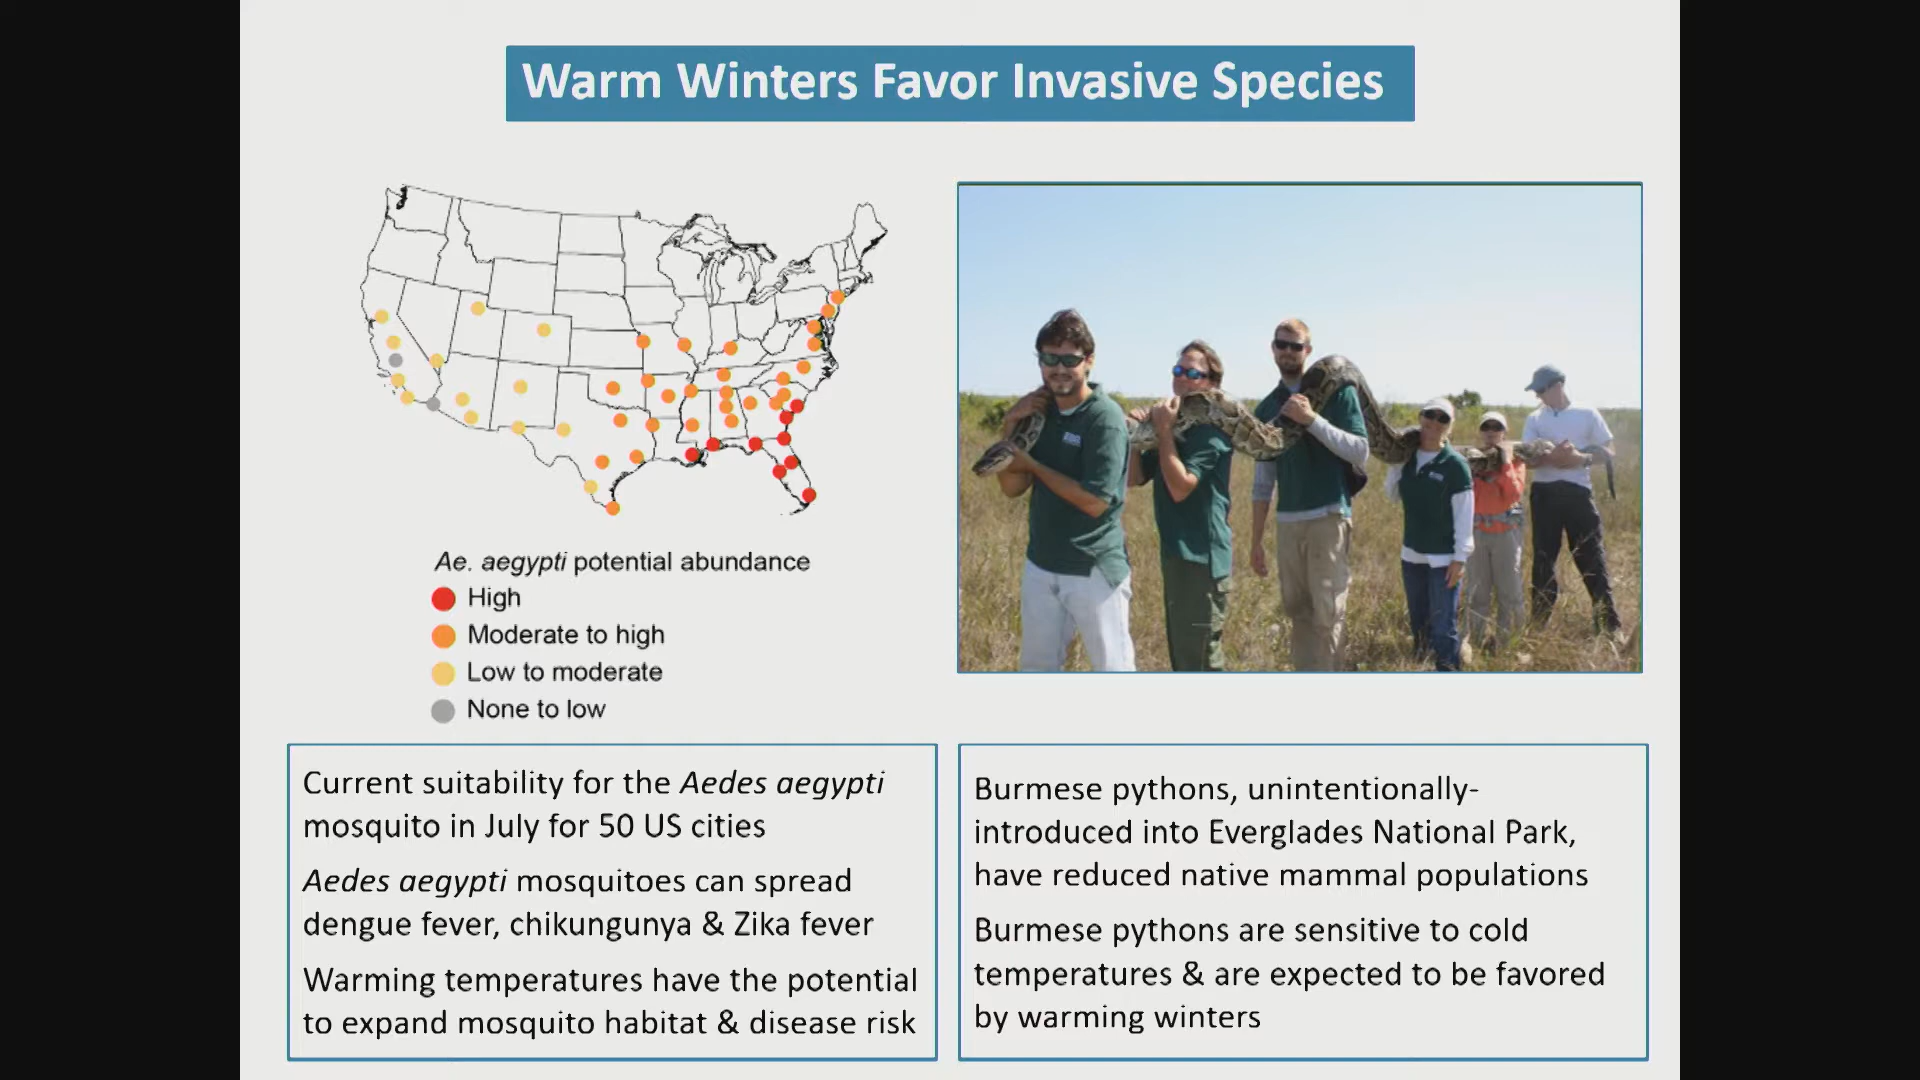 Warm Winters Favor Invasive Species
Ae. aegypti potential abundance
High
Moderate to high
Low to moderate
None to low
Current suitability for the Aedes aegypti
mosquito in July for 50 US cities
Aedes aegypti mosquitoes can spread
dengue fever, chikungunya & Zika fever
Warming temperatures have the potential
to expand mosquito habitat & disease risk
Burmese pythons, unintentionally-
introduced into Everglades National Park,
have reduced native mammal populations
Burmese pythons are sensitive to cold
temperatures & are expected to be favored
by warming winters